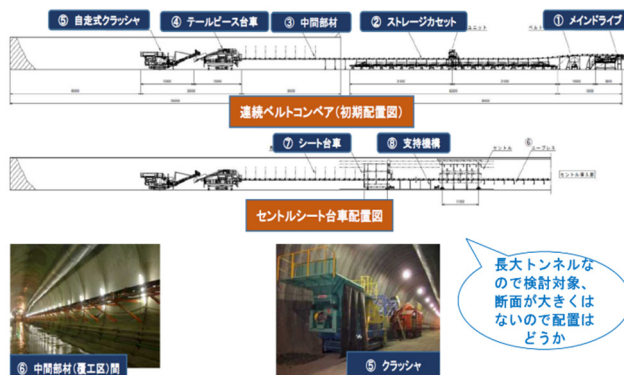 ⑤ 自走式クラッシャ
④ テールピース台車
③ 中間部材
② ストレージカセット
① メインドライブ
連続ベルトコンベア(初期配置図)
⑦ シート台車
⑧ 支持機構
セントル
⑥
セントルシート台車配置図
長大トンネルな
ので検討対象、
断面が大きくは
ないので配置は
どうか
⑥ 中間部材(覆工区)間
⑤ クラッシャ